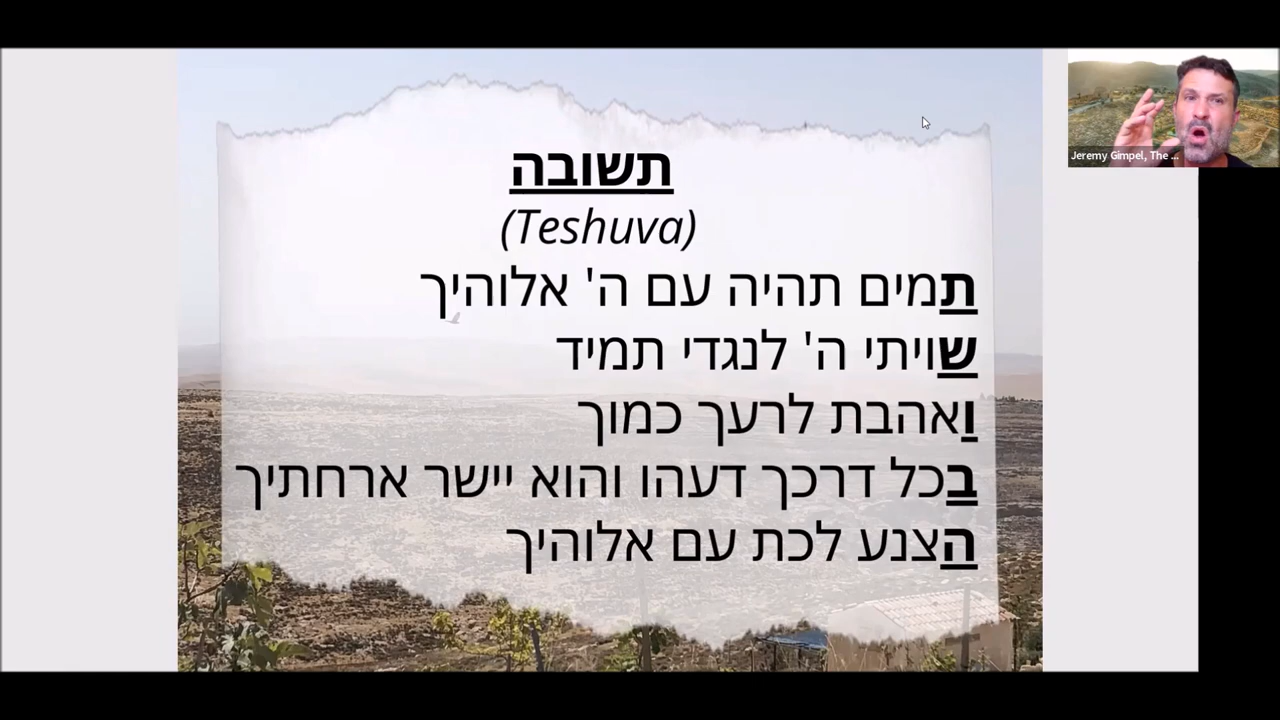 תשובה
(Teshuva)
תמים תהיה עם ה' אלוהיך
שויתי ה' לנגדי תמיד
ואהבת לרעך כמוך
בכל דרכך דעהו והוא יישר ארחתיך
הצנע לכת עם אלוהיך
Jeremy Gimpel, The ...